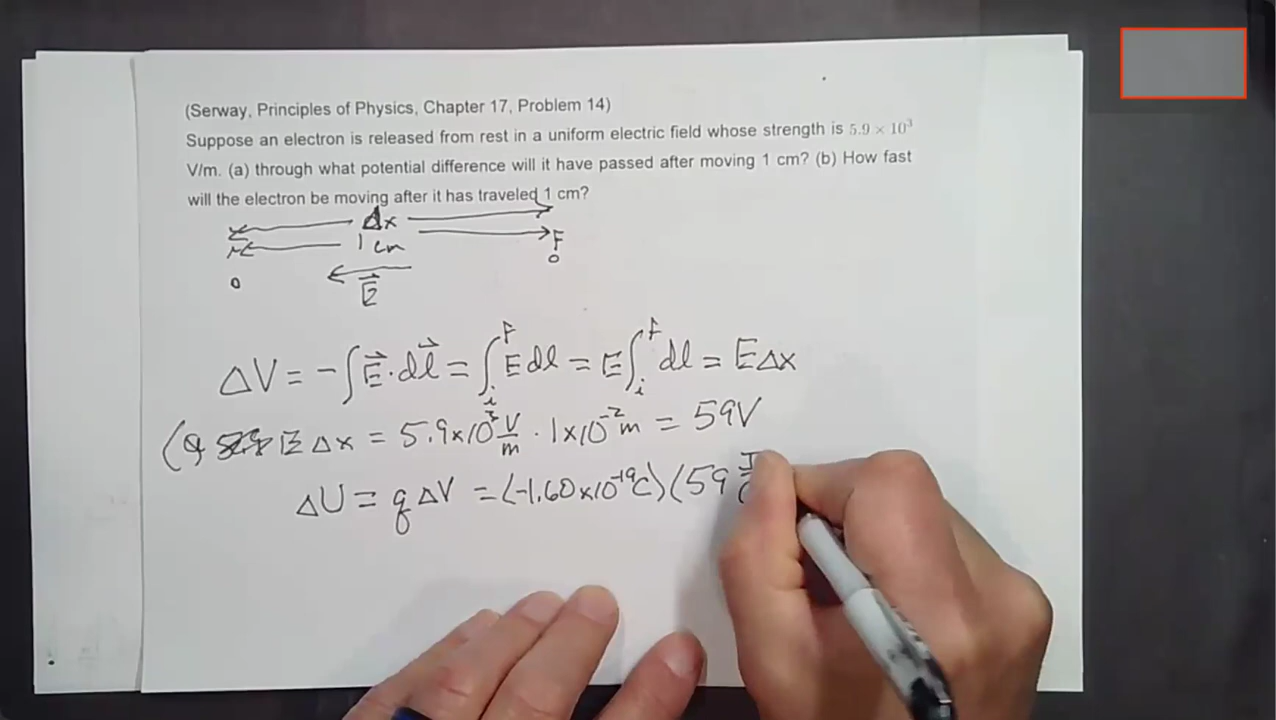 (Serway, Principles of Physics, Chapter 17, Problem 14)
Suppose an electron is released from rest in a uniform electric field whose strength is 5.9 × 10³
V/m. (a) through what potential difference will it have passed after moving 1 cm? (b) How fast
will the electron be moving after it has traveled 1 cm?
Δx
1 cm
F
E⃗
ΔV = -∫E⃗·dl⃗ = ∫ᵢᶠ E dl = E∫ᵢᶠ dl = EΔx
E Δx = 5.9×10³ V/m · 1×10⁻² m = 59V
ΔU = qΔV = (-1.60×10⁻¹⁹C)(59